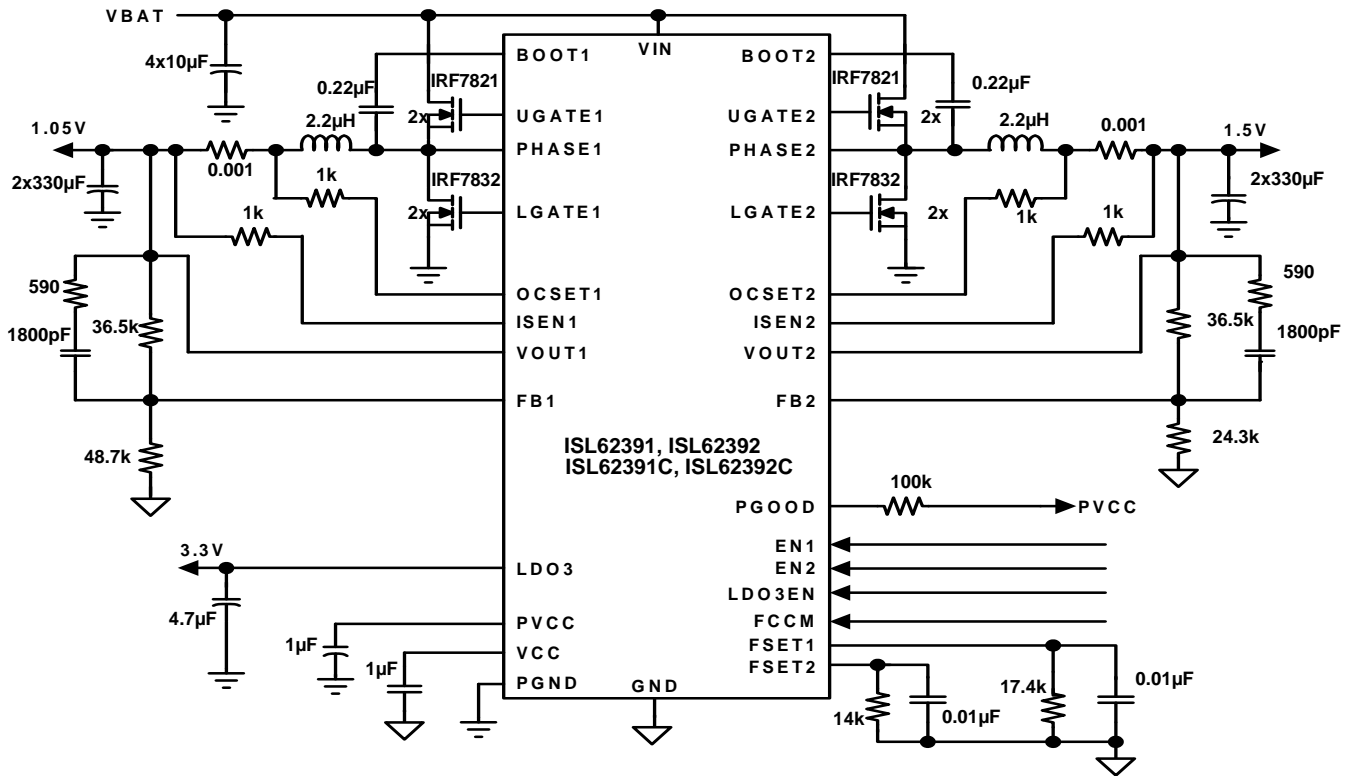 VBAT
4x10µF
VIN
BOOT1
BOOT2
0.22µF
IRF7821
IRF7821
0.22µF
2x
UGATE1
UGATE2
2x
1.05V
2.2µH
PHASE1
PHASE2
2.2µH
0.001
1.5V
0.001
2x330µF
1k
IRF7832
IRF7832
2x330µF
1k
2x
LGATE1
LGATE2
2x
1k
1k
590
OCSET1
OCSET2
590
1800pF
36.5k
ISEN1
ISEN2
36.5k
1800pF
VOUT1
VOUT2
FB1
FB2
48.7k
24.3k
ISL62391, ISL62392
ISL62391C, ISL62392C
100k
PGOOD
PVCC
3.3V
EN1
LDO3
EN2
LDO3EN
4.7µF
FCCM
1µF
PVCC
FSET1
VCC
FSET2
1µF
PGND
GND
14k
0.01µF
17.4k
0.01µF